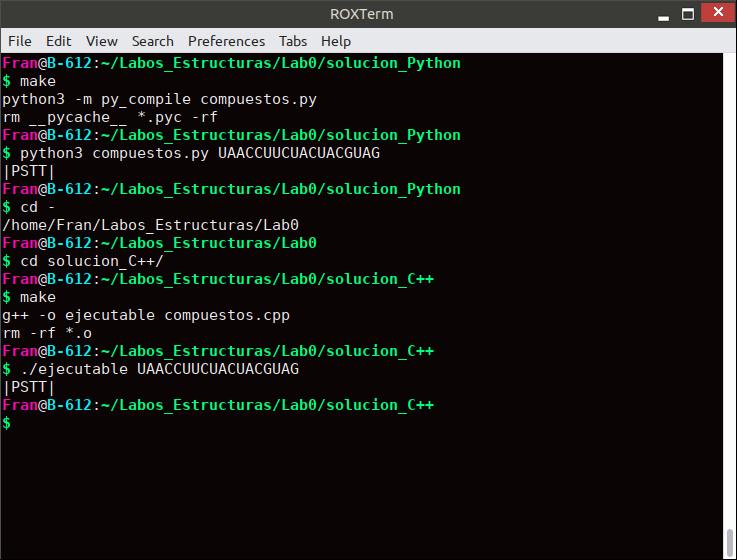 ROXTerm
File Edit View Search Preferences Tabs Help
Fran@B-612:~/Labos_Estructuras/Lab0/solucion_Python
$ make
python3 -m py_compile compuestos.py
rm __pycache__ *.pyc -rf
Fran@B-612:~/Labos_Estructuras/Lab0/solucion_Python
$ python3 compuestos.py UAACCUUCUACUACGUAG
|PSTT|
Fran@B-612:~/Labos_Estructuras/Lab0/solucion_Python
$ cd -
/home/Fran/Labos_Estructuras/Lab0
Fran@B-612:~/Labos_Estructuras/Lab0
$ cd solucion_C++/
Fran@B-612:~/Labos_Estructuras/Lab0/solucion_C++
$ make
g++ -o ejecutable compuestos.cpp
rm -rf *.o
Fran@B-612:~/Labos_Estructuras/Lab0/solucion_C++
$ ./ejecutable UAACCUUCUACUACGUAG
|PSTT|
Fran@B-612:~/Labos_Estructuras/Lab0/solucion_C++
$